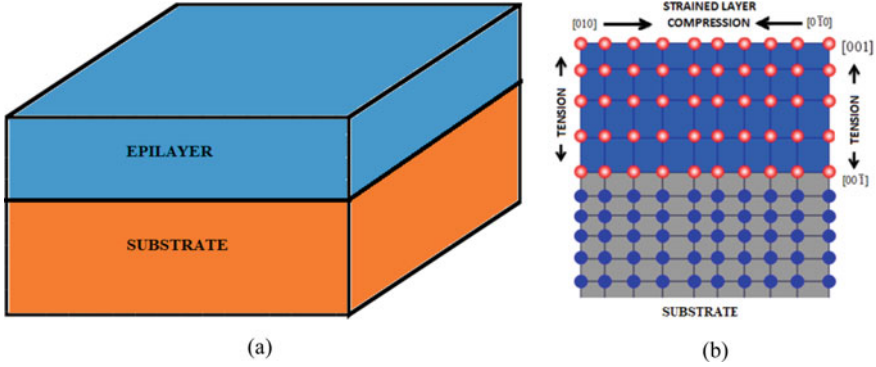 EPILAYER
SUBSTRATE
(a)
STRAINED LAYER
[010] COMPRESSION [01̄0]
[001]
TENSION
TENSION
[001̄]
SUBSTRATE
(b)